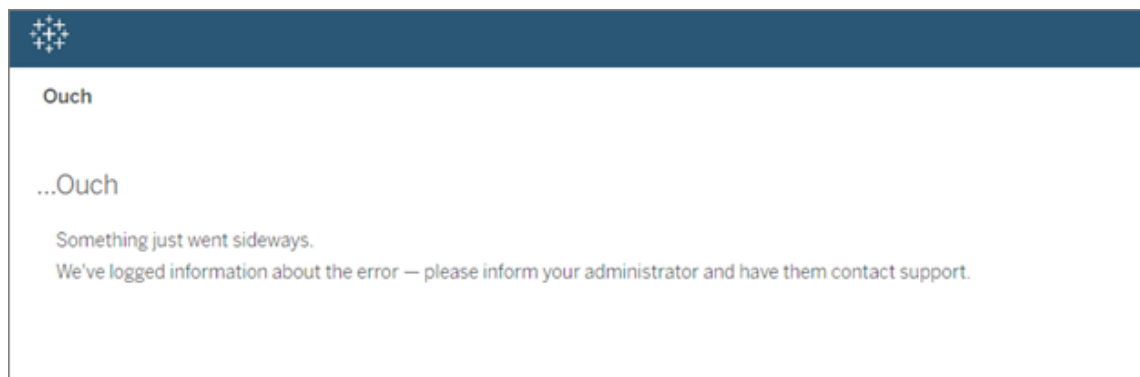 Ouch
...Ouch
Something just went sideways.
We've logged information about the error — please inform your administrator and have them contact support.